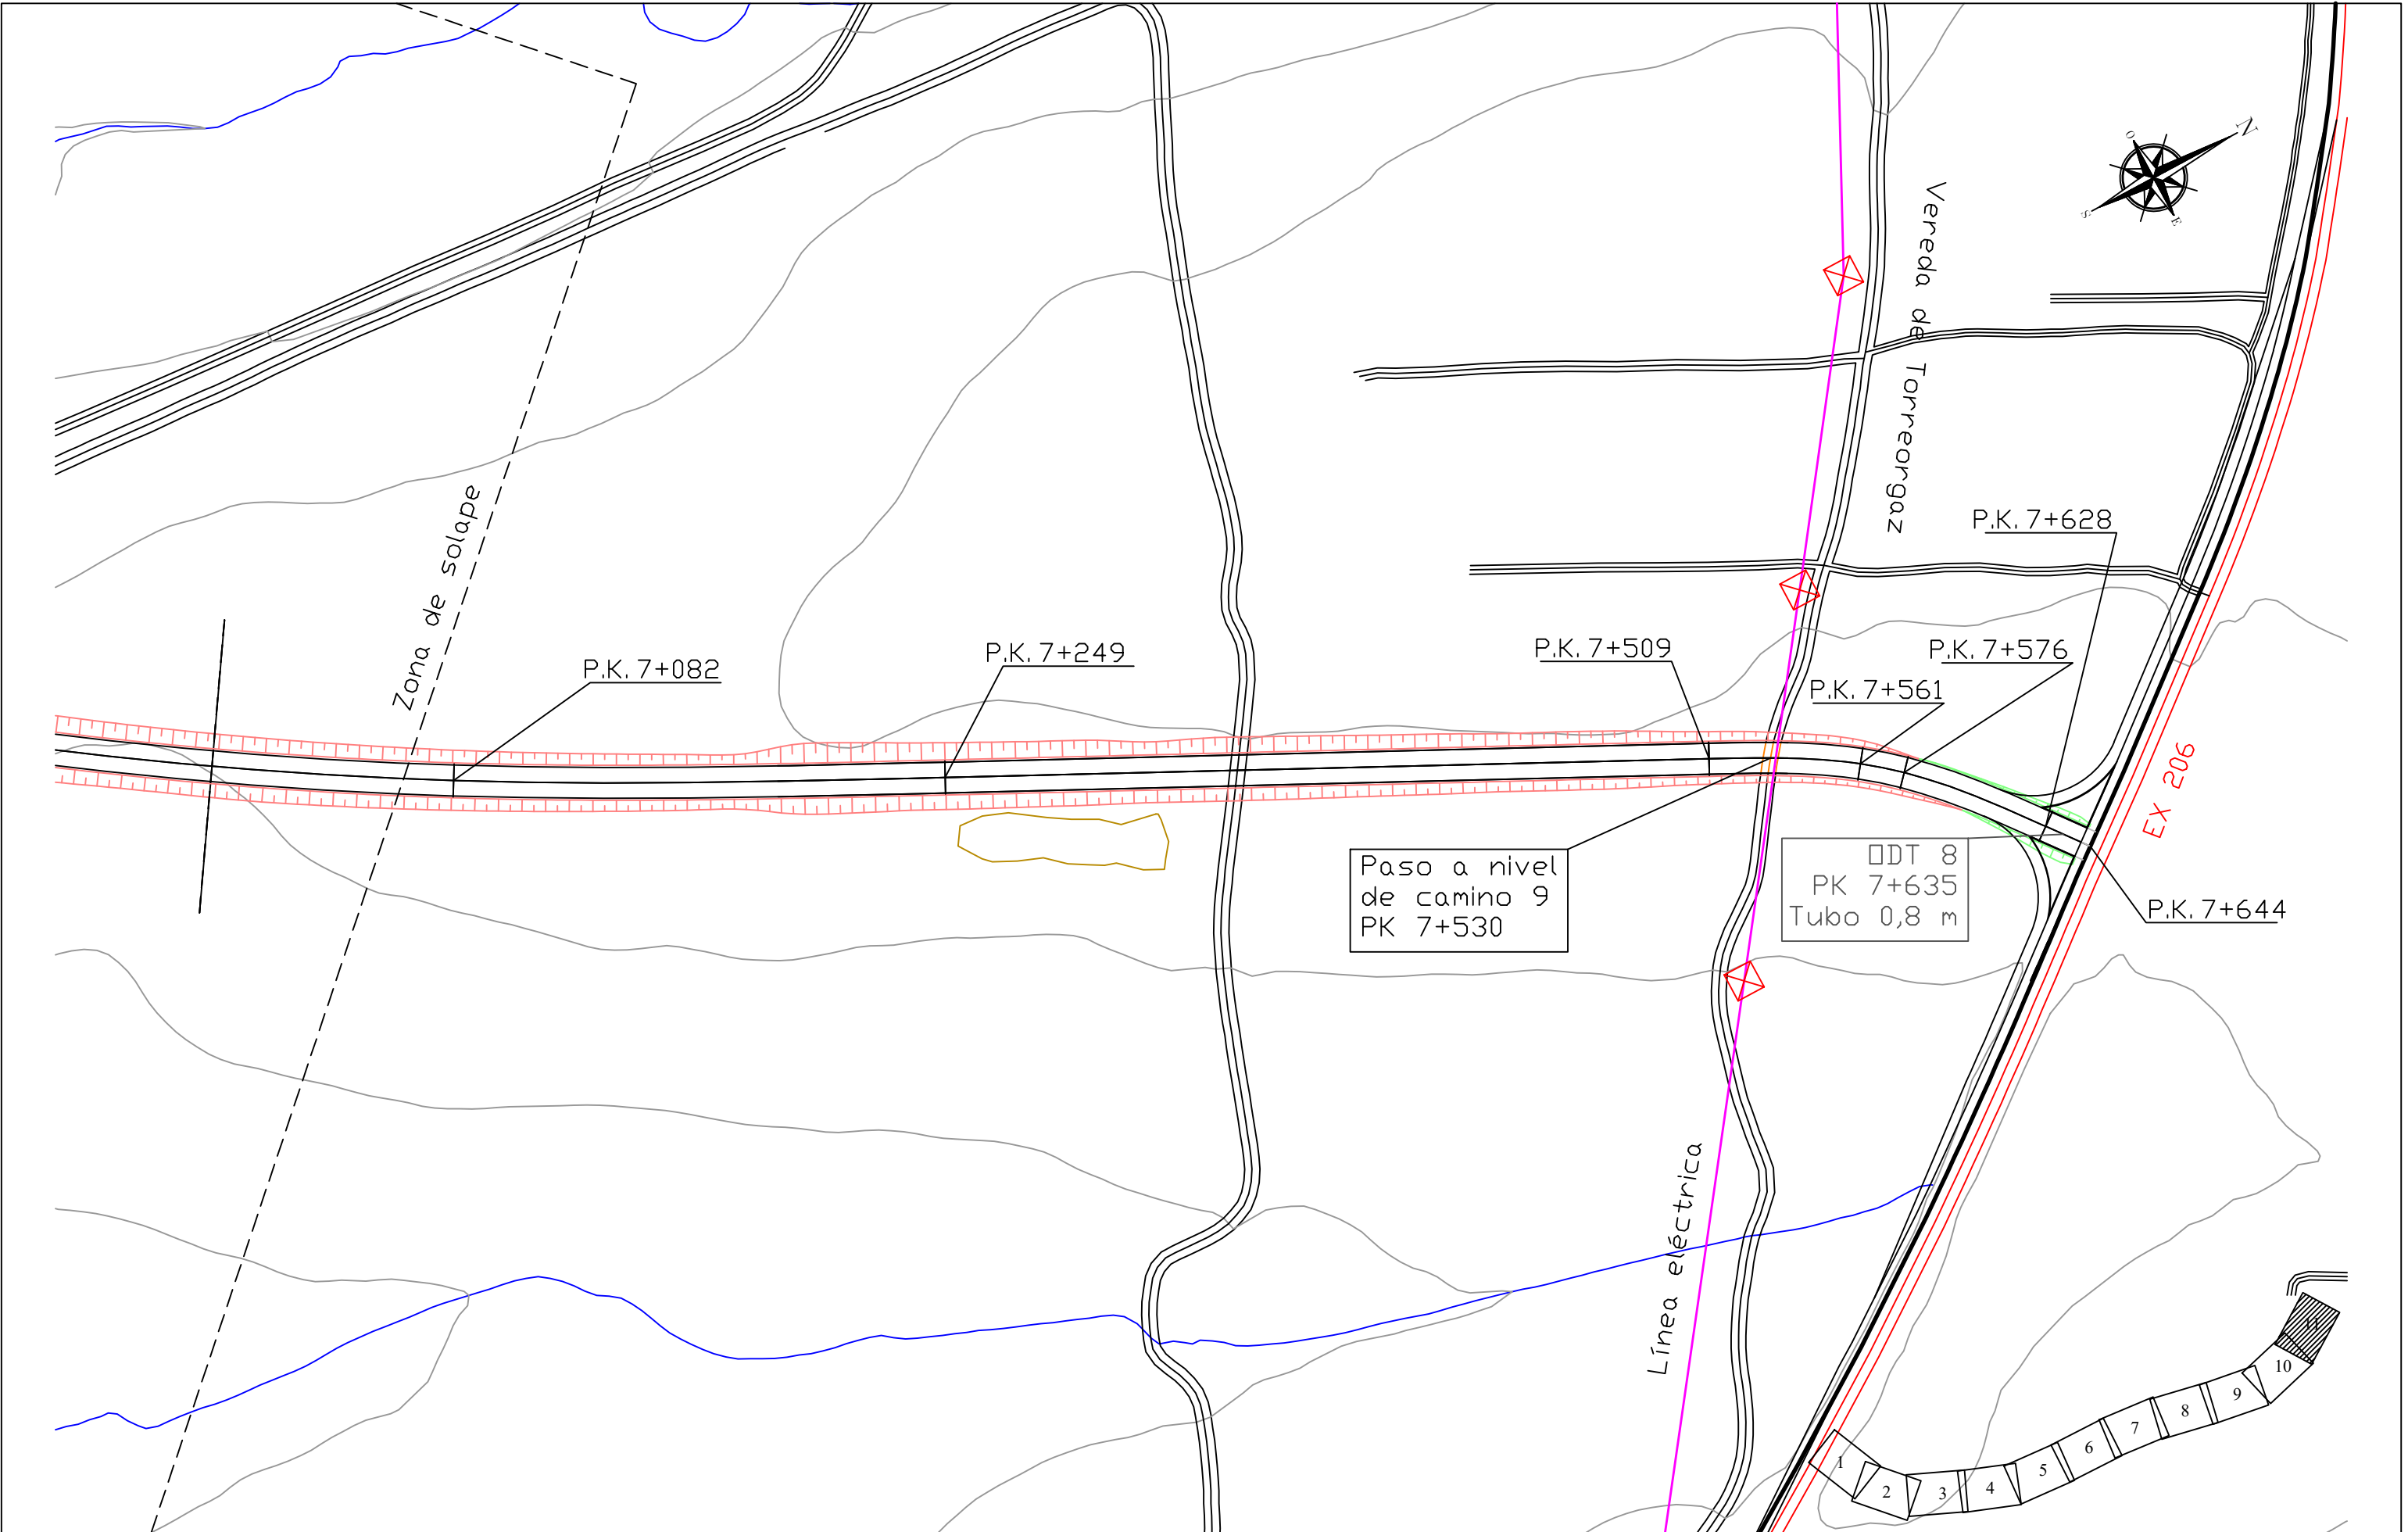 N
O
S
E
Vereda de Torreorgaz
Zona de solape
P.K. 7+628
P.K. 7+082
P.K. 7+249
P.K. 7+509
P.K. 7+576
P.K. 7+561
EX 206
Paso a nivel
de camino 9
PK 7+530
ODT 8
PK 7+635
Tubo 0,8 m
P.K. 7+644
Línea eléctrica
11
10
9
8
7
6
5
4
3
2
1